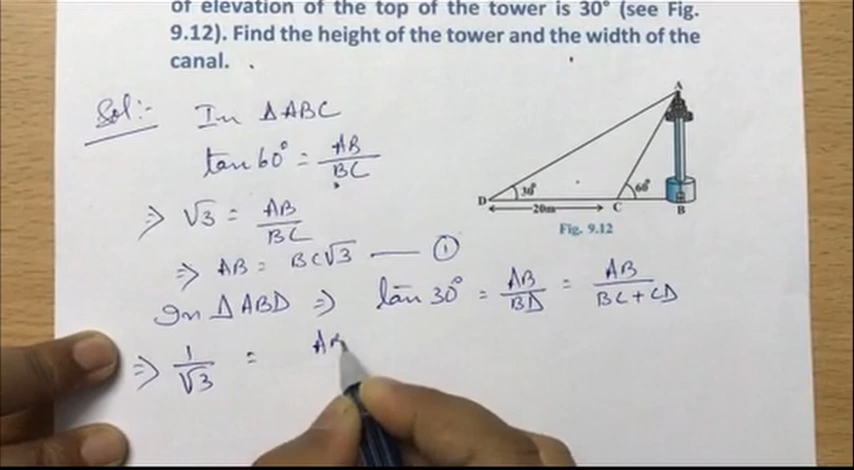 of elevation of the top of the tower is 30° (see Fig.
9.12). Find the height of the tower and the width of the
canal.
Sol:- In ΔABC
tan60° = AB/BC
⇒ √3 = AB/BC
⇒ AB = BC√3 —— ①
In ΔABD ⇒ tan 30° = AB/BD = AB/BC+CD
⇒ 1/√3 = AB
A
30°
60°
D
20m
C
B
Fig. 9.12